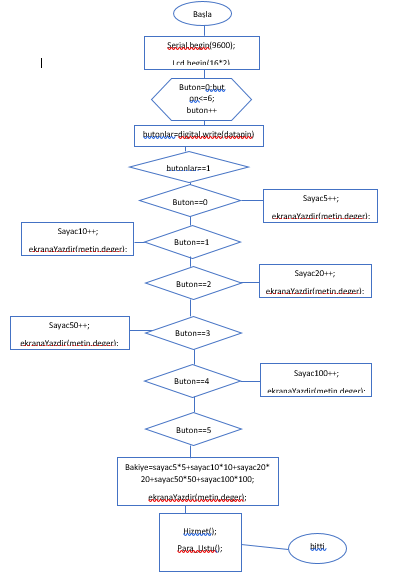 Başla
Serial.begin(9600);
Lcd.begin(16*2)
Buton=0;but
on<=6;
buton++
butonlar=digital.write(datapin)
butonlar==1
Buton==0
Sayac5++;
ekranaYazdir(metin,deger);
Sayac10++;
ekranaYazdir(metin,deger);
Buton==1
Buton==2
Sayac20++;
ekranaYazdir(metin,deger);
Sayac50++;
ekranaYazdir(metin,deger);
Buton==3
Buton==4
Sayac100++;
ekranaYazdir(metin,deger);
Buton==5
Bakiye=sayac5*5+sayac10*10+sayac20*
20+sayac50*50+sayac100*100;
ekranaYazdir(metin,deger);
Hizmet();
Para_Ustu();
bitti